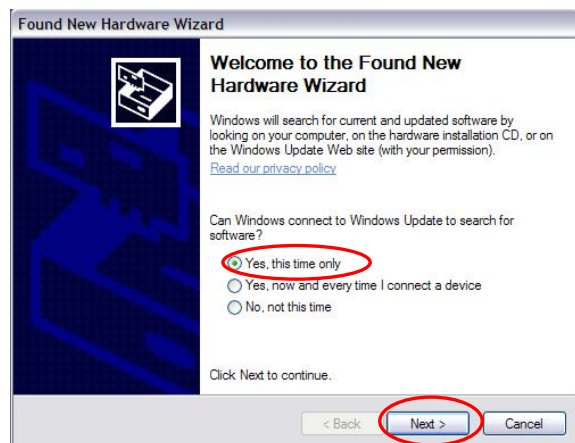 Found New Hardware Wizard
Welcome to the Found New
Hardware Wizard
Windows will search for current and updated software by
looking on your computer, on the hardware installation CD, or on
the Windows Update Web site (with your permission).
Read our privacy policy
Can Windows connect to Windows Update to search for
software?
Yes, this time only
Yes, now and every time I connect a device
No, not this time
Click Next to continue.
< Back Next > Cancel